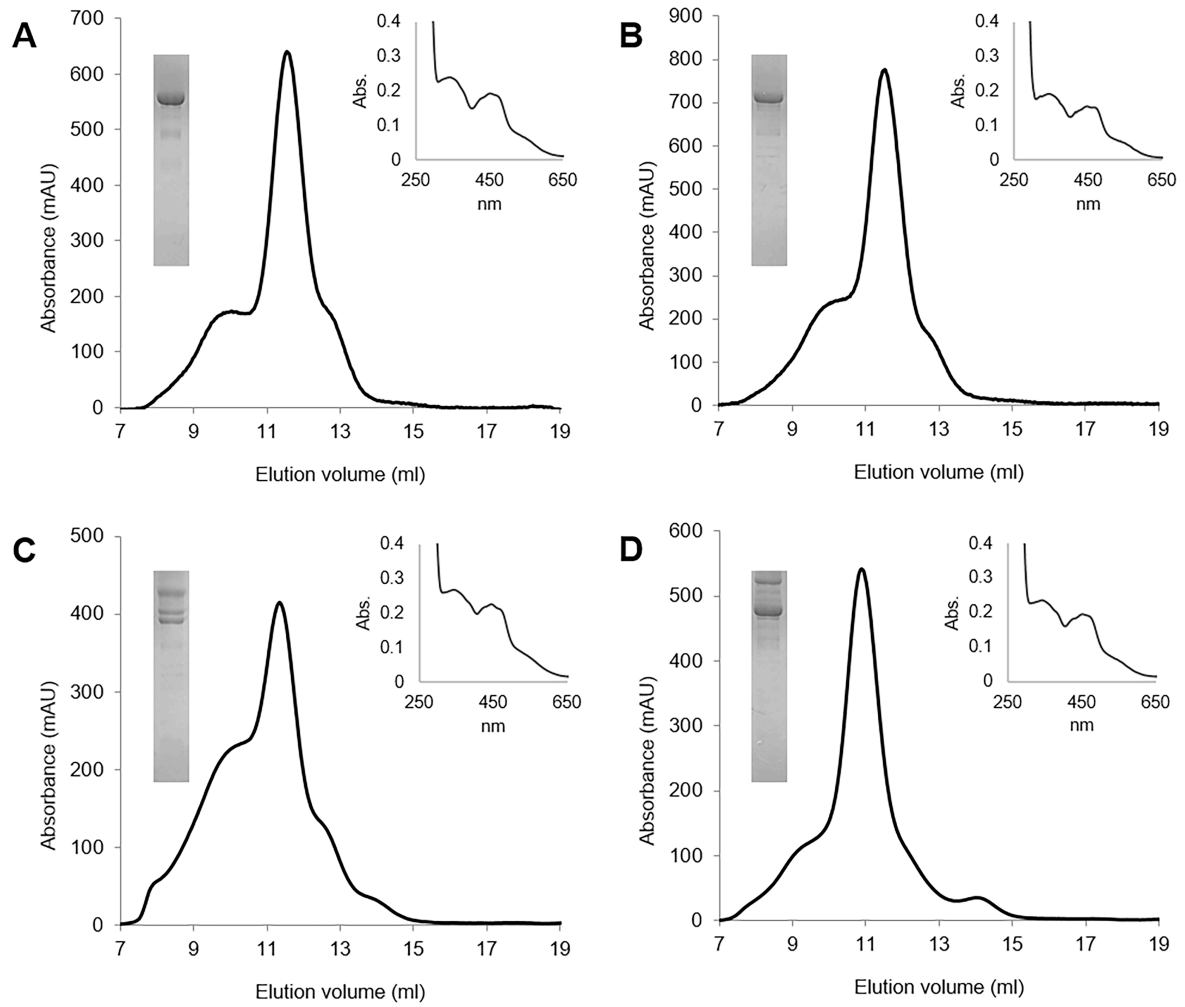 A
700
600
500
400
300
200
100
0
Absorbance (mAU)
7 9 11 13 15 17 19
Elution volume (ml)
0.4
0.3
0.2
0.1
0
Abs.
250 450 650
nm
B
900
800
700
600
500
400
300
200
100
0
Absorbance (mAU)
7 9 11 13 15 17 19
Elution volume (ml)
0.4
0.3
0.2
0.1
0
Abs.
250 450 650
nm
C
500
400
300
200
100
0
Absorbance (mAU)
7 9 11 13 15 17 19
Elution volume (ml)
0.4
0.3
0.2
0.1
0
Abs.
250 450 650
nm
D
600
500
400
300
200
100
0
Absorbance (mAU)
7 9 11 13 15 17 19
Elution volume (ml)
0.4
0.3
0.2
0.1
0
Abs.
250 450 650
nm